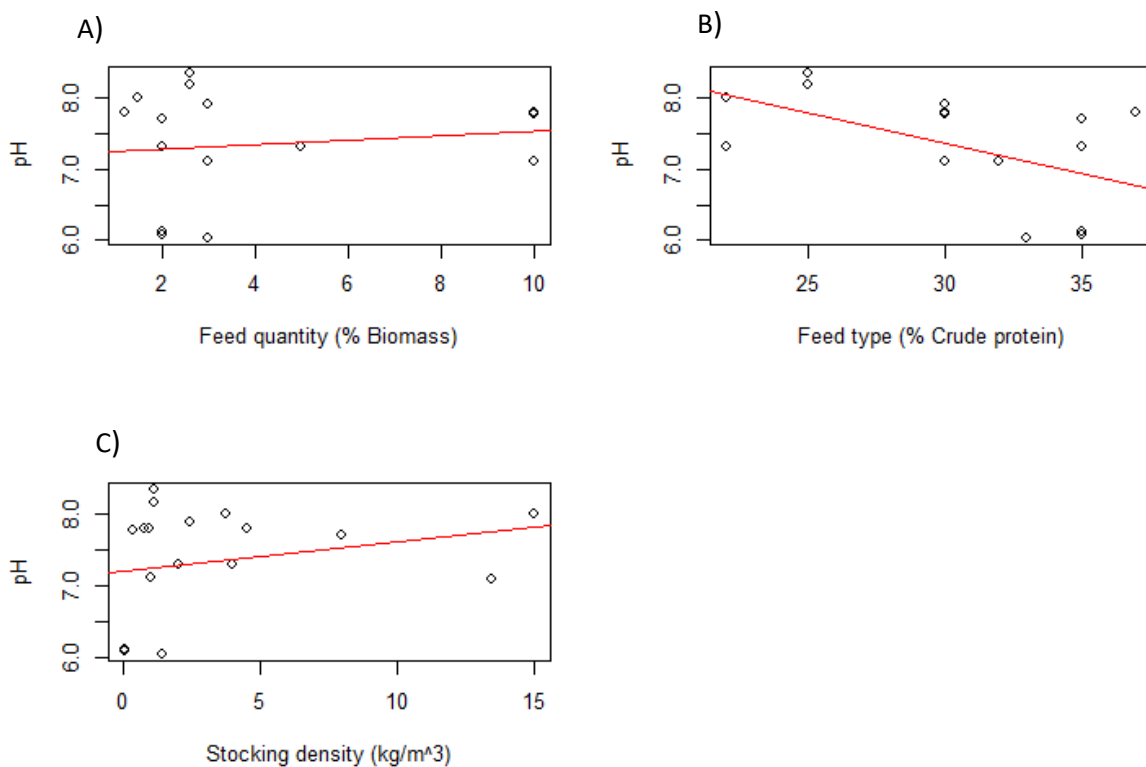 A)
B)
pH
6.0 7.0 8.0
2 4 6 8 10
Feed quantity (% Biomass)
pH
6.0 7.0 8.0
25 30 35
Feed type (% Crude protein)
C)
pH
6.0 7.0 8.0
0 5 10 15
Stocking density (kg/m^3)